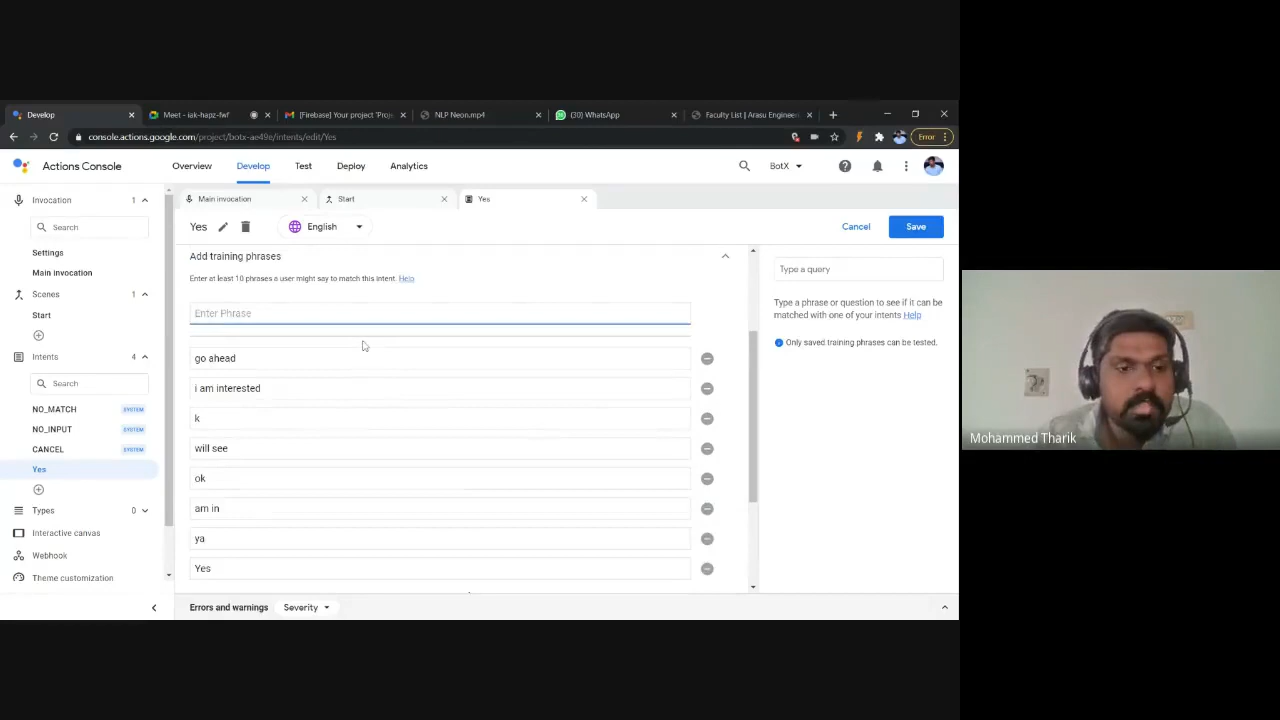 Develop
Meet - iak-hapz-fwf
[Firebase] Your project 'Proje
NLP Neon.mp4
(30) WhatsApp
Faculty List | Arasu Engineeri
console.actions.google.com/project/botx-ae49e/intents/edit/Yes
Error
Actions Console
Overview
Develop
Test
Deploy
Analytics
BotX
Invocation
1
Search
Settings
Main invocation
Scenes
1
Start
Intents
4
Search
NO_MATCH
SYSTEM
NO_INPUT
SYSTEM
CANCEL
SYSTEM
Yes
Types
0
Interactive canvas
Webhook
Theme customization
Main invocation
Start
Yes
Yes
English
Cancel
Save
Add training phrases
Enter at least 10 phrases a user might say to match this intent. Help
Enter Phrase
go ahead
i am interested
k
will see
ok
am in
ya
Yes
Type a query
Type a phrase or question to see if it can be
matched with one of your intents Help
Only saved training phrases can be tested.
Errors and warnings
Severity
Mohammed Tharik